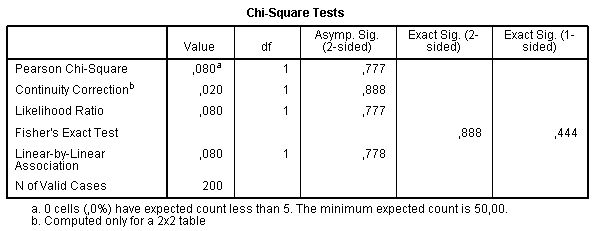 Chi-Square Tests
Value df Asymp. Sig. (2-sided) Exact Sig. (2-sided) Exact Sig. (1-sided)
Pearson Chi-Square ,080a 1 ,777
Continuity Correctionb ,020 1 ,888
Likelihood Ratio ,080 1 ,777
Fisher's Exact Test ,888 ,444
Linear-by-Linear Association ,080 1 ,778
N of Valid Cases 200
a. 0 cells (,0%) have expected count less than 5. The minimum expected count is 50,00.
b. Computed only for a 2x2 table